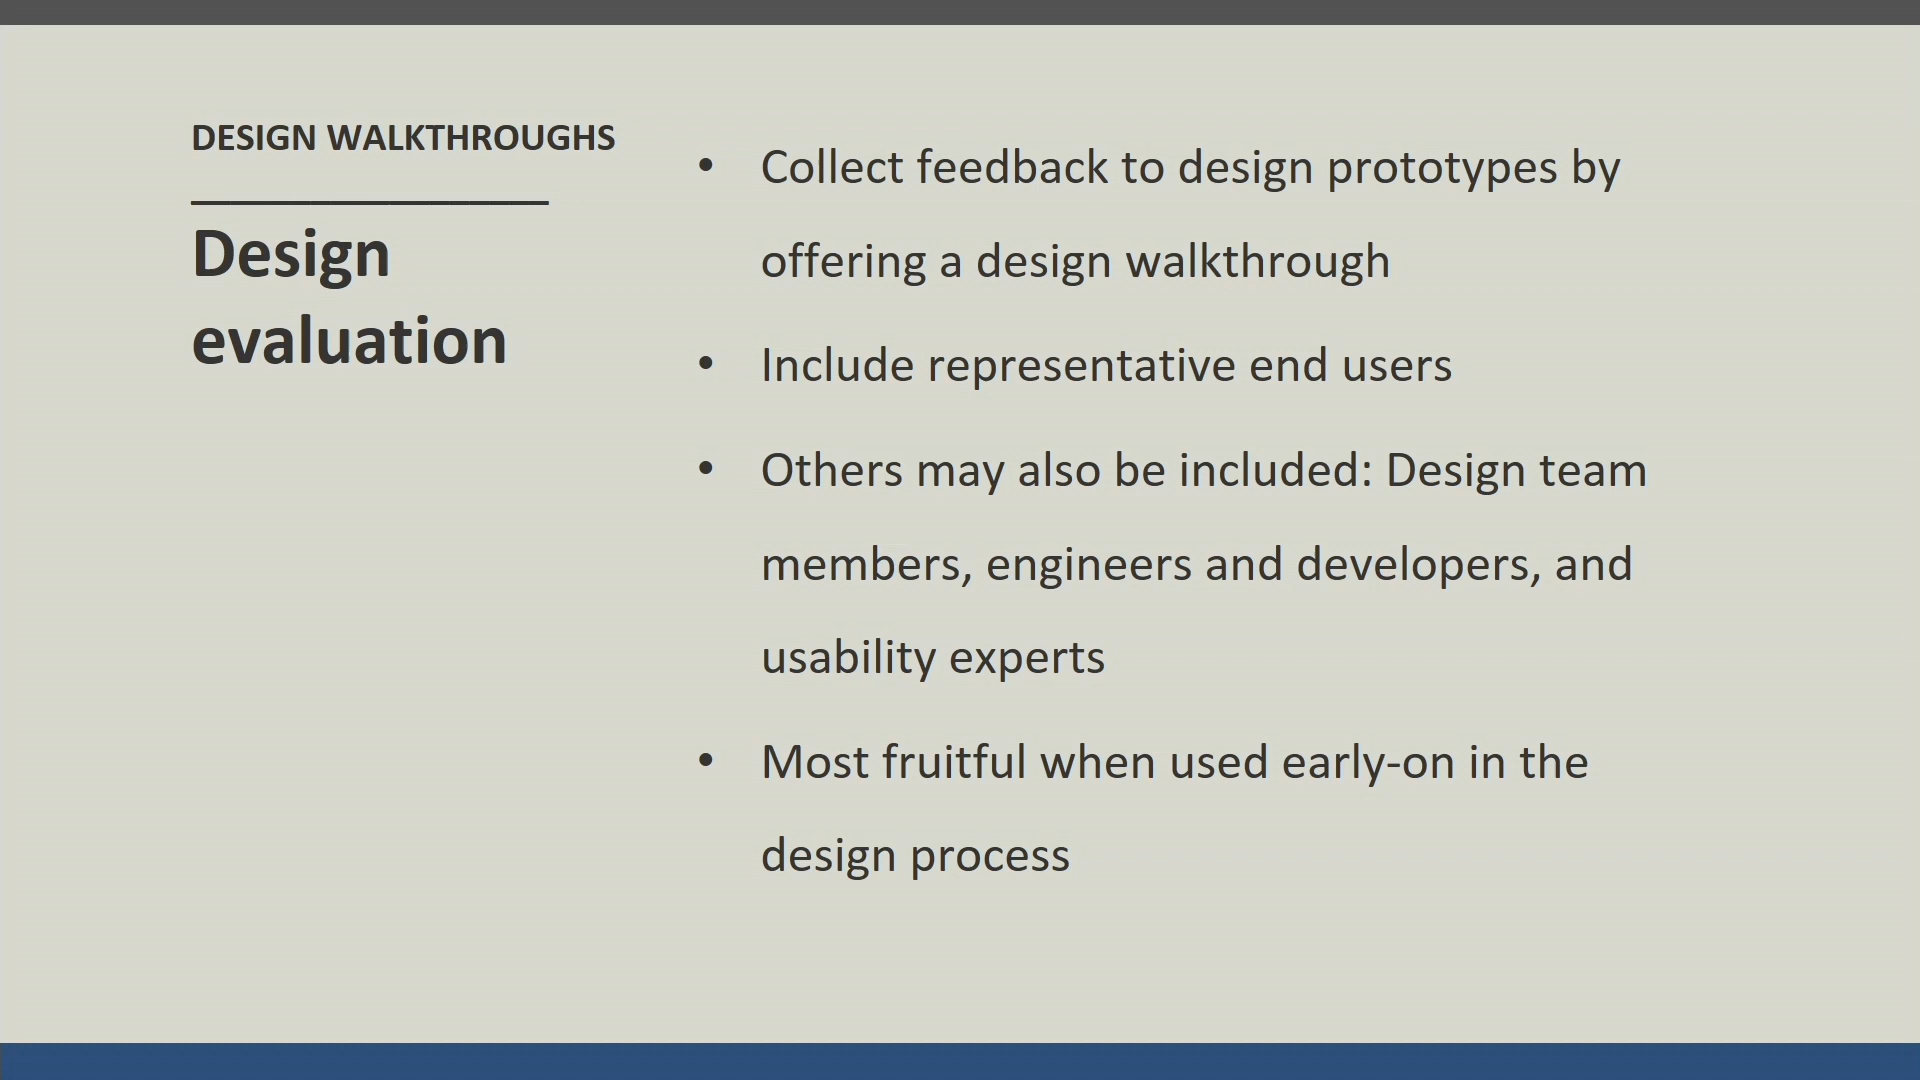 DESIGN WALKTHROUGHS
Design
evaluation
• Collect feedback to design prototypes by
offering a design walkthrough
• Include representative end users
• Others may also be included: Design team
members, engineers and developers, and
usability experts
• Most fruitful when used early-on in the
design process